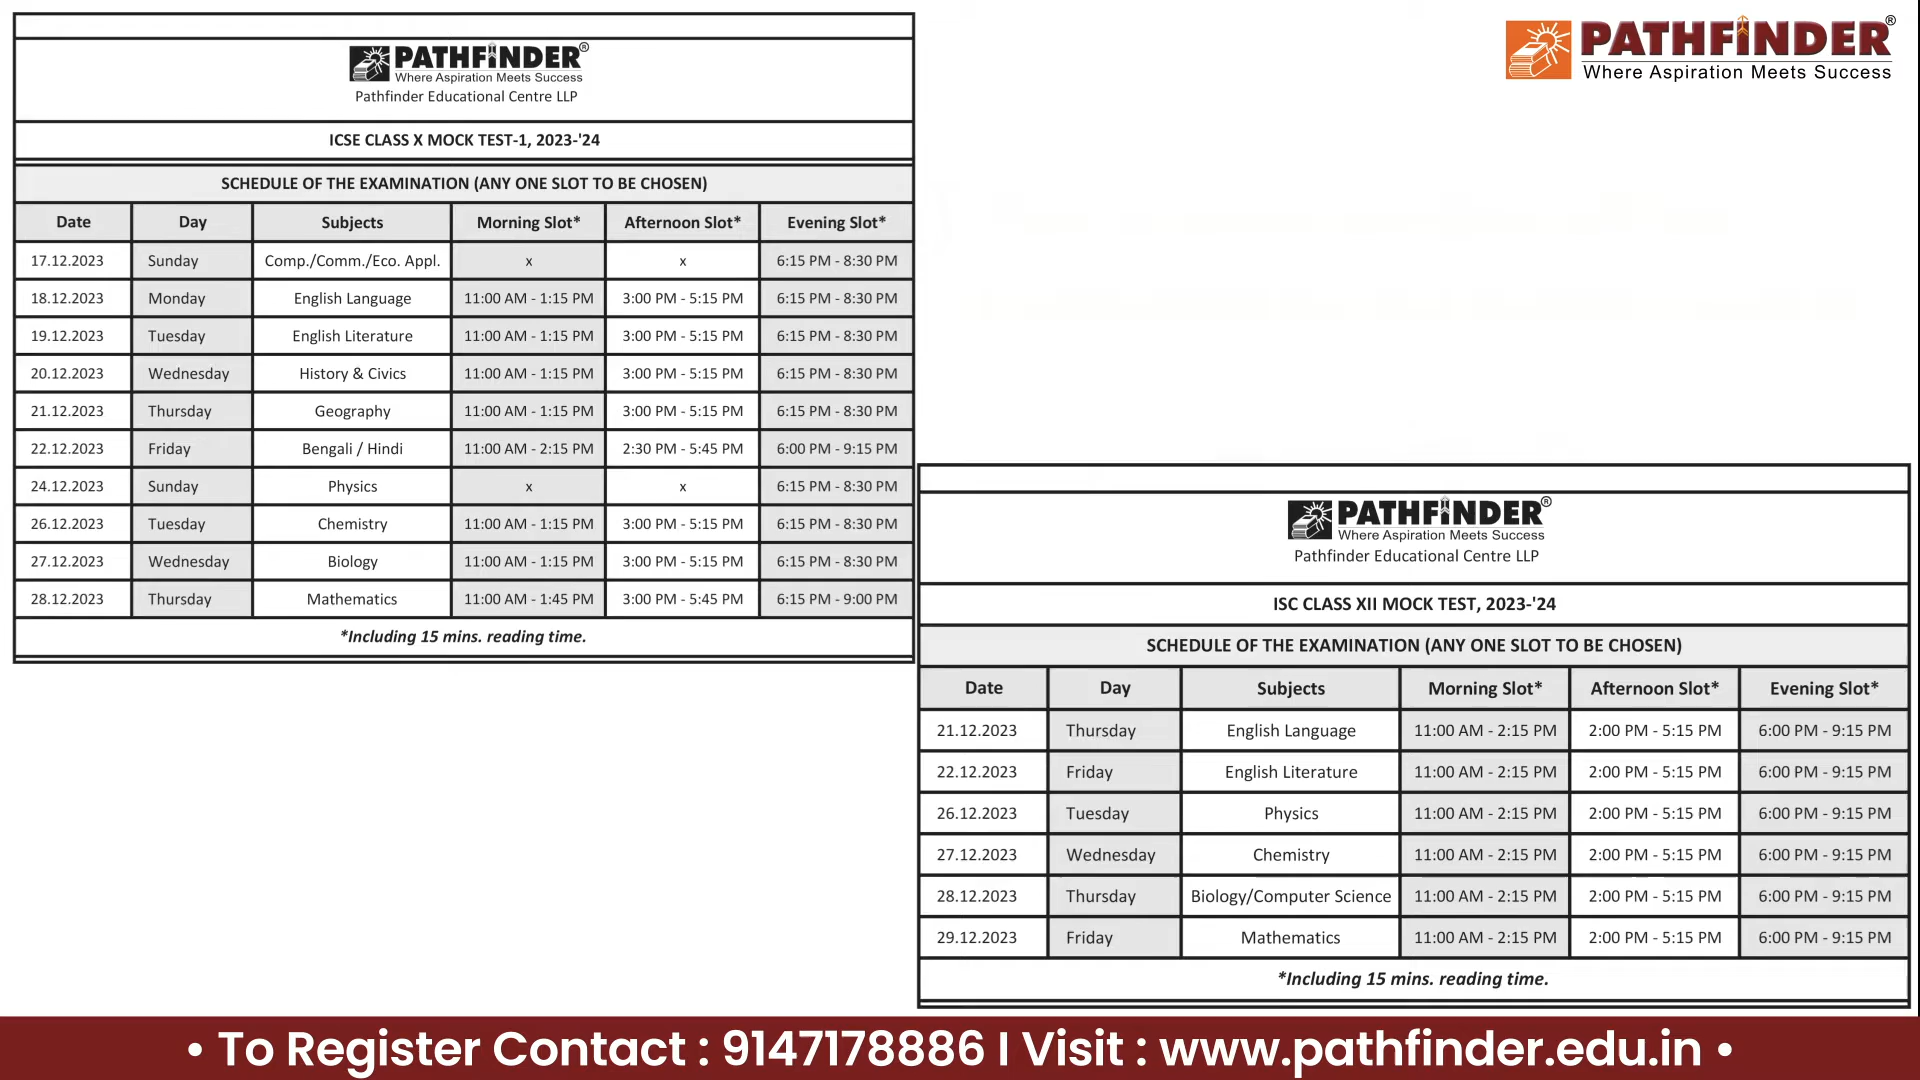 PATHFINDER®
Where Aspiration Meets Success
PATHFINDER®
Where Aspiration Meets Success
Pathfinder Educational Centre LLP
ICSE CLASS X MOCK TEST-1, 2023-'24
SCHEDULE OF THE EXAMINATION (ANY ONE SLOT TO BE CHOSEN)
Date Day Subjects Morning Slot* Afternoon Slot* Evening Slot*
17.12.2023 Sunday Comp./Comm./Eco. Appl. x x 6:15 PM - 8:30 PM
18.12.2023 Monday English Language 11:00 AM - 1:15 PM 3:00 PM - 5:15 PM 6:15 PM - 8:30 PM
19.12.2023 Tuesday English Literature 11:00 AM - 1:15 PM 3:00 PM - 5:15 PM 6:15 PM - 8:30 PM
20.12.2023 Wednesday History & Civics 11:00 AM - 1:15 PM 3:00 PM - 5:15 PM 6:15 PM - 8:30 PM
21.12.2023 Thursday Geography 11:00 AM - 1:15 PM 3:00 PM - 5:15 PM 6:15 PM - 8:30 PM
22.12.2023 Friday Bengali / Hindi 11:00 AM - 2:15 PM 2:30 PM - 5:45 PM 6:00 PM - 9:15 PM
24.12.2023 Sunday Physics x x 6:15 PM - 8:30 PM
26.12.2023 Tuesday Chemistry 11:00 AM - 1:15 PM 3:00 PM - 5:15 PM 6:15 PM - 8:30 PM
27.12.2023 Wednesday Biology 11:00 AM - 1:15 PM 3:00 PM - 5:15 PM 6:15 PM - 8:30 PM
28.12.2023 Thursday Mathematics 11:00 AM - 1:45 PM 3:00 PM - 5:45 PM 6:15 PM - 9:00 PM
*Including 15 mins. reading time.
PATHFINDER®
Where Aspiration Meets Success
Pathfinder Educational Centre LLP
ISC CLASS XII MOCK TEST, 2023-'24
SCHEDULE OF THE EXAMINATION (ANY ONE SLOT TO BE CHOSEN)
Date Day Subjects Morning Slot* Afternoon Slot* Evening Slot*
21.12.2023 Thursday English Language 11:00 AM - 2:15 PM 2:00 PM - 5:15 PM 6:00 PM - 9:15 PM
22.12.2023 Friday English Literature 11:00 AM - 2:15 PM 2:00 PM - 5:15 PM 6:00 PM - 9:15 PM
26.12.2023 Tuesday Physics 11:00 AM - 2:15 PM 2:00 PM - 5:15 PM 6:00 PM - 9:15 PM
27.12.2023 Wednesday Chemistry 11:00 AM - 2:15 PM 2:00 PM - 5:15 PM 6:00 PM - 9:15 PM
28.12.2023 Thursday Biology/Computer Science 11:00 AM - 2:15 PM 2:00 PM - 5:15 PM 6:00 PM - 9:15 PM
29.12.2023 Friday Mathematics 11:00 AM - 2:15 PM 2:00 PM - 5:15 PM 6:00 PM - 9:15 PM
*Including 15 mins. reading time.
• To Register Contact : 9147178886 I Visit : www.pathfinder.edu.in •